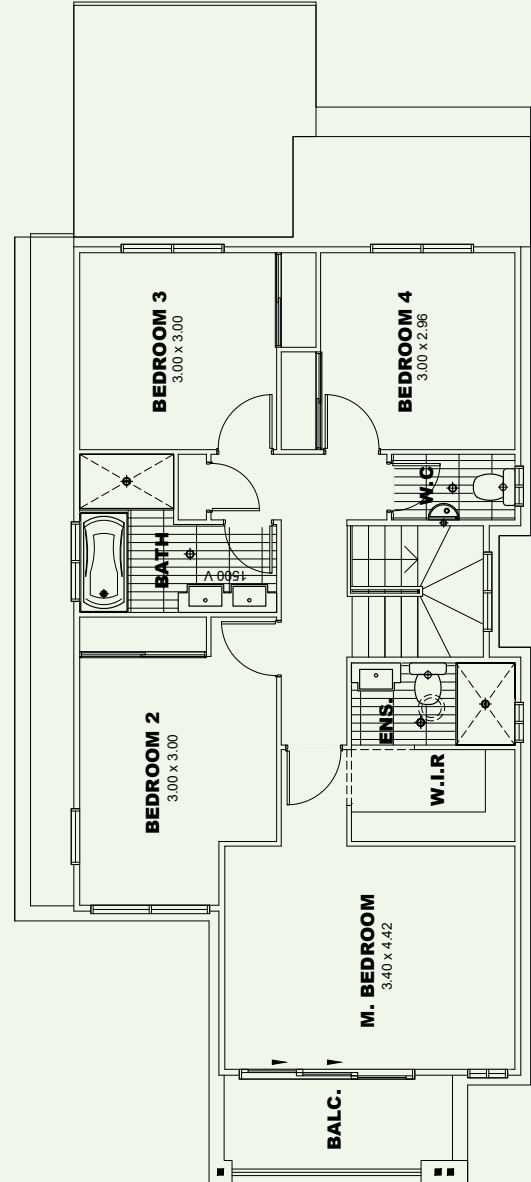 BEDROOM 3
3.00 x 3.00
BEDROOM 4
3.00 x 2.96
W.C
BATH
1500 V
BEDROOM 2
3.00 x 3.00
ENS.
W.I.R
M. BEDROOM
3.40 x 4.42
BALC.